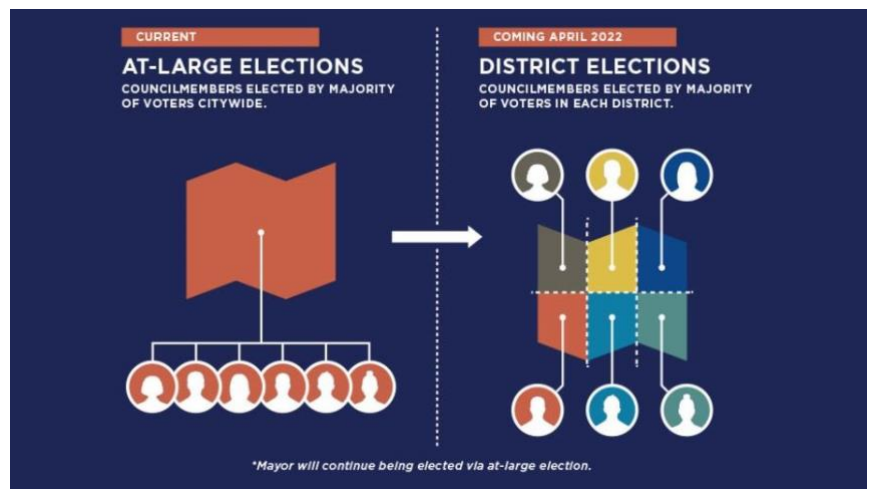 CURRENT
AT-LARGE ELECTIONS
COUNCILMEMBERS ELECTED BY MAJORITY
OF VOTERS CITYWIDE.
COMING APRIL 2022
DISTRICT ELECTIONS
COUNCILMEMBERS ELECTED BY MAJORITY
OF VOTERS IN EACH DISTRICT.
*Mayor will continue being elected via at-large election.